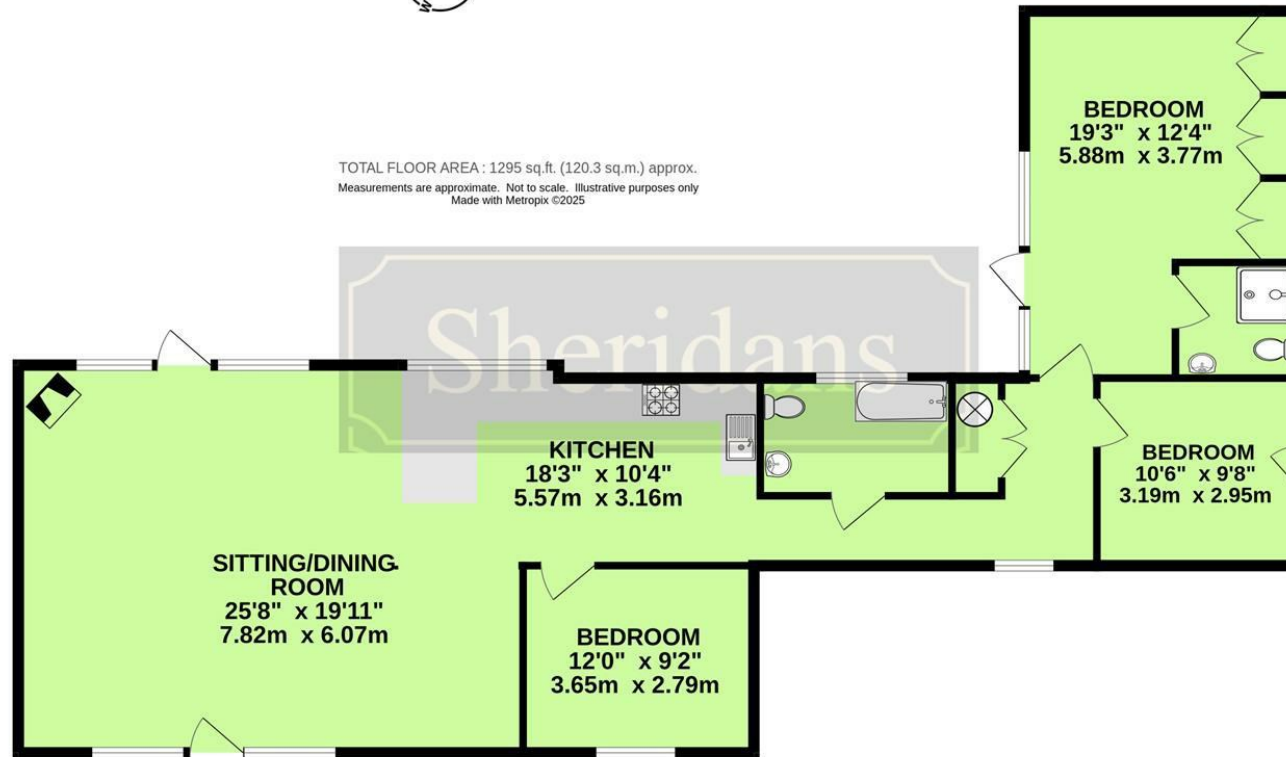 TOTAL FLOOR AREA : 1295 sq.ft. (120.3 sq.m.) approx.
Measurements are approximate. Not to scale. Illustrative purposes only
Made with Metropix ©2025
Sheridans
BEDROOM
19'3" x 12'4"
5.88m x 3.77m
KITCHEN
18'3" x 10'4"
5.57m x 3.16m
BEDROOM
10'6" x 9'8"
3.19m x 2.95m
SITTING/DINING
ROOM
25'8" x 19'11"
7.82m x 6.07m
BEDROOM
12'0" x 9'2"
3.65m x 2.79m